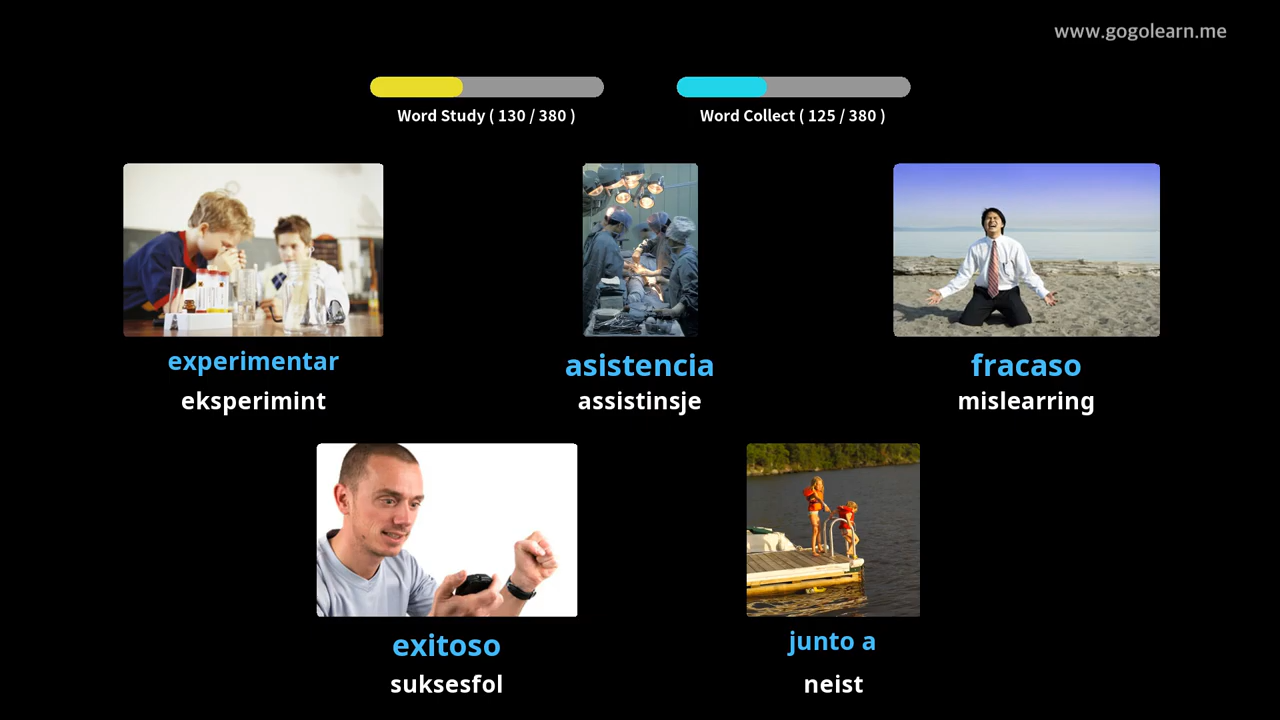 www.gogolearn.me
Word Study ( 130 / 380 )
Word Collect ( 125 / 380 )
experimentar
eksperimint
asistencia
assistinsje
fracaso
mislearring
exitoso
suksesfol
junto a
neist